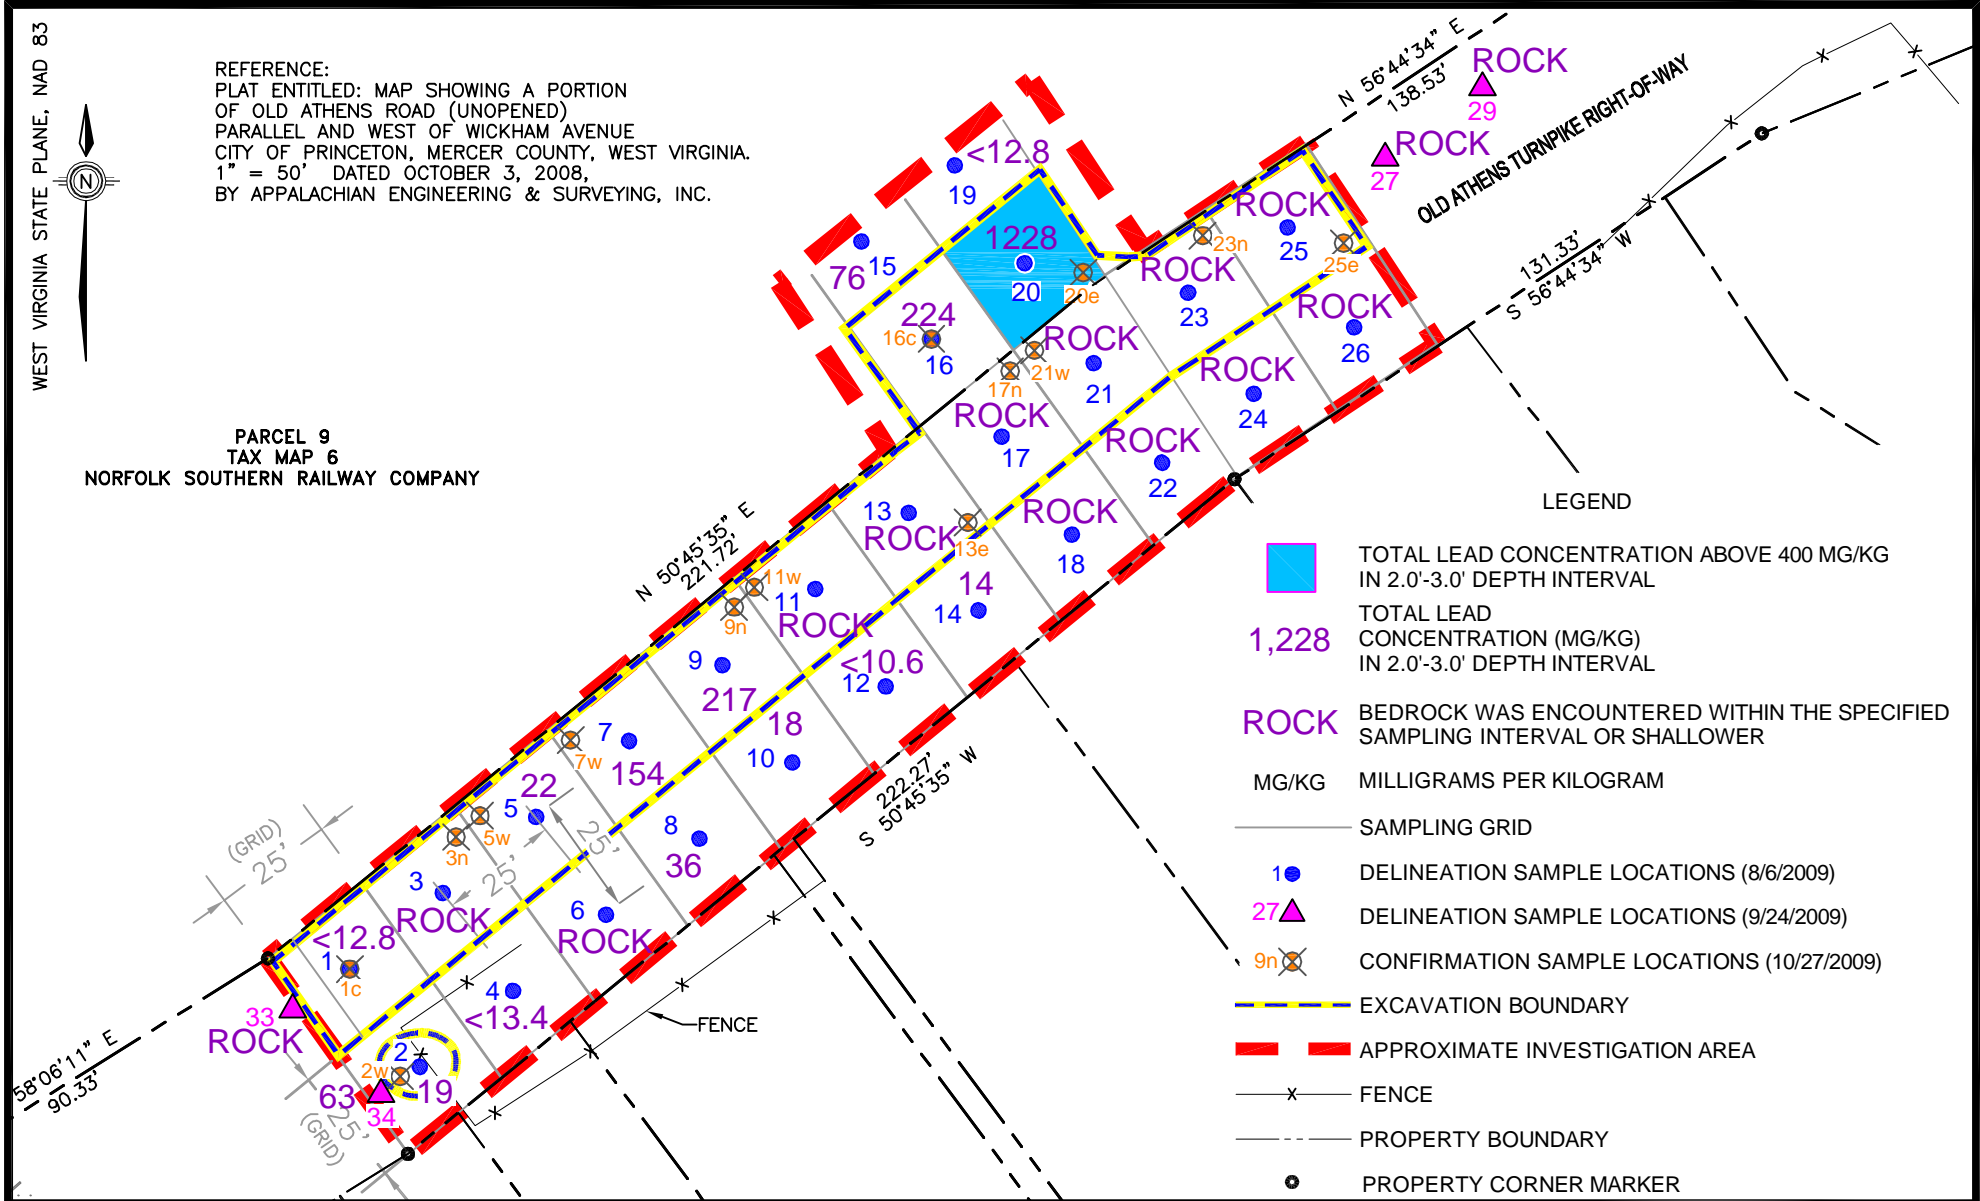 WEST VIRGINIA STATE PLANE, NAD 83
N
REFERENCE:
PLAT ENTITLED: MAP SHOWING A PORTION
OF OLD ATHENS ROAD (UNOPENED)
PARALLEL AND WEST OF WICKHAM AVENUE
CITY OF PRINCETON, MERCER COUNTY, WEST VIRGINIA.
1" = 50' DATED OCTOBER 3, 2008,
BY APPALACHIAN ENGINEERING & SURVEYING, INC.
PARCEL 9
TAX MAP 6
NORFOLK SOUTHERN RAILWAY COMPANY
N 56°44'34" E
138.53'
ROCK
29
ROCK
27
OLD ATHENS TURNPIKE RIGHT-OF-WAY
131.33'
S 56°44'34" W
<12.8
19
76
15
1228
20
20e
224
16c
16
ROCK
25
23n
25e
ROCK
23
ROCK
26
ROCK
21
21w
17n
ROCK
24
ROCK
17
ROCK
22
13
ROCK
13e
ROCK
18
N 50°45'35" E
221.72'
11w
11
ROCK
14
14
9n
9
217
<10.6
12
18
10
7
7w
154
22
5
5w
3n
8
36
25'
25'
(GRID)
25'
3
ROCK
6
ROCK
222.27'
S 50°45'35" W
<12.8
1
1c
4
<13.4
FENCE
33
ROCK
2
2w
19
63
34
25'
(GRID)
58°06'11" E
90.33'
LEGEND
TOTAL LEAD CONCENTRATION ABOVE 400 MG/KG
IN 2.0'-3.0' DEPTH INTERVAL
1,228
TOTAL LEAD
CONCENTRATION (MG/KG)
IN 2.0'-3.0' DEPTH INTERVAL
ROCK
BEDROCK WAS ENCOUNTERED WITHIN THE SPECIFIED
SAMPLING INTERVAL OR SHALLOWER
MG/KG MILLIGRAMS PER KILOGRAM
SAMPLING GRID
1 DELINEATION SAMPLE LOCATIONS (8/6/2009)
27 DELINEATION SAMPLE LOCATIONS (9/24/2009)
9n CONFIRMATION SAMPLE LOCATIONS (10/27/2009)
EXCAVATION BOUNDARY
APPROXIMATE INVESTIGATION AREA
FENCE
PROPERTY BOUNDARY
PROPERTY CORNER MARKER